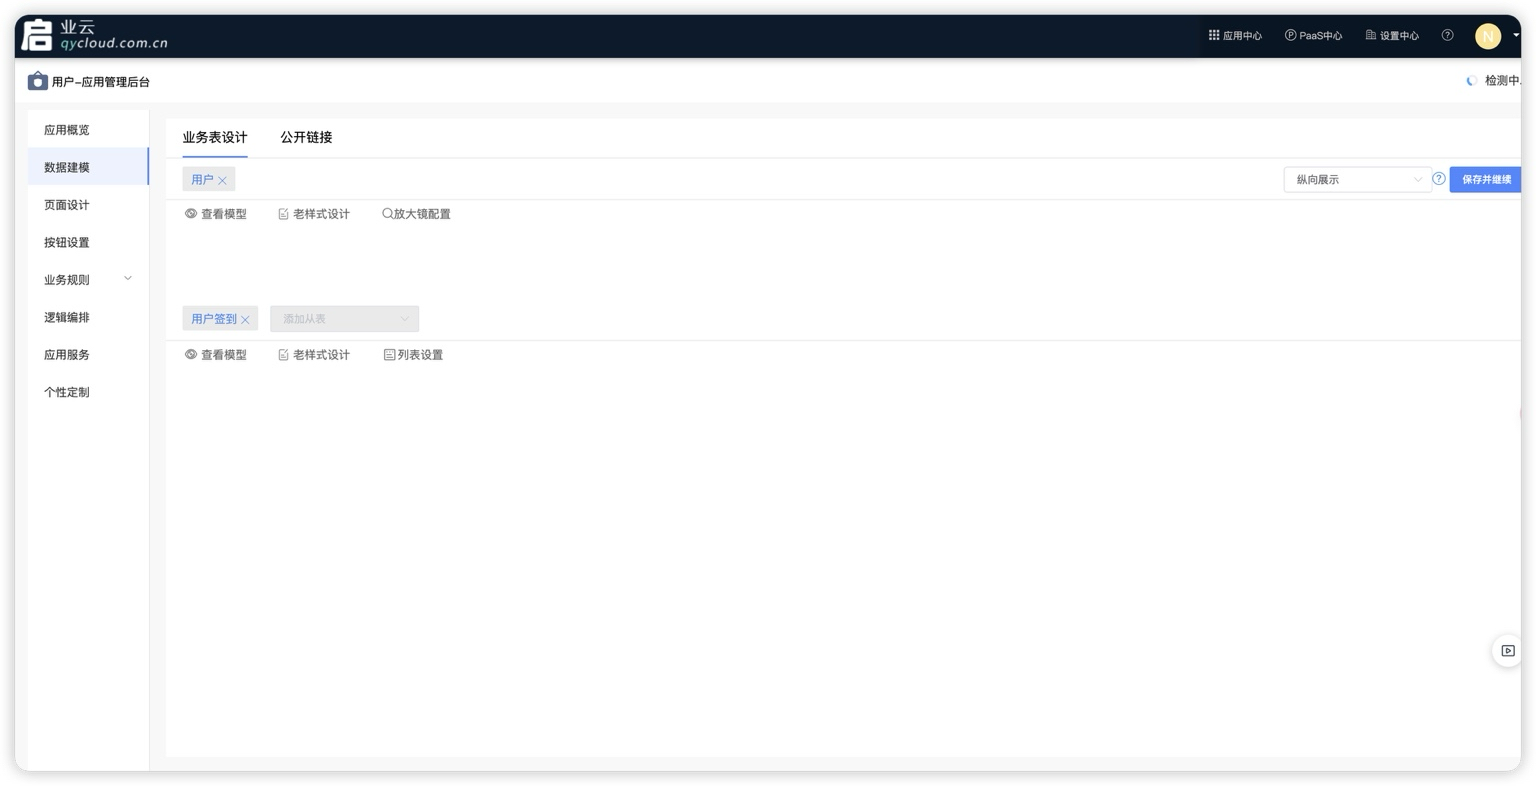 启
业云
qycloud.com.cn
应用中心
PaaS中心
设置中心
N
用户-应用管理后台
检测中.
应用概览
数据建模
页面设计
按钮设置
业务规则
逻辑编排
应用服务
个性定制
业务表设计
公开链接
用户
纵向展示
保存并继续
查看模型
老样式设计
放大镜配置
用户签到
添加从表
查看模型
老样式设计
列表设置